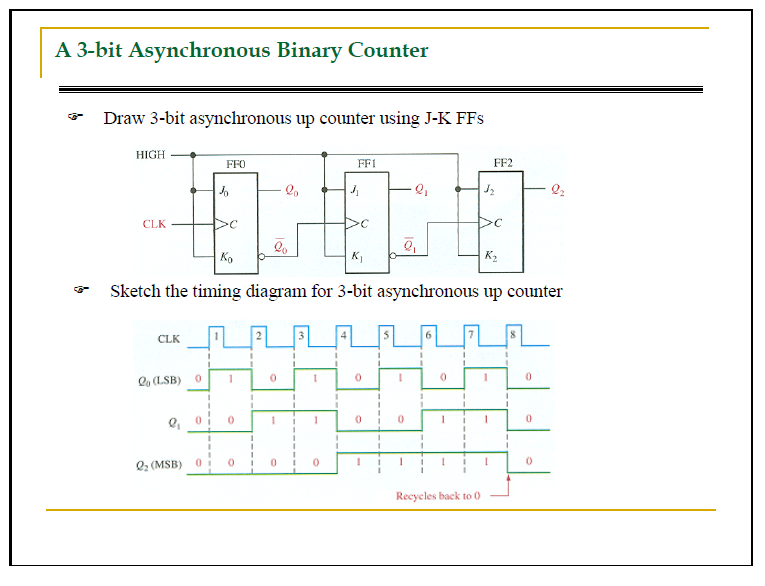 A 3-bit Asynchronous Binary Counter
☞ Draw 3-bit asynchronous up counter using J-K FFs
HIGH
FF0 FF1 FF2
J₀ Q₀ J₁ Q₁ J₂ Q₂
CLK C C C
K₀ Q̅₀ K₁ Q̅₁ K₂
☞ Sketch the timing diagram for 3-bit asynchronous up counter
CLK 1 2 3 4 5 6 7 8
Q₀ (LSB) 0 1 0 1 0 1 0 1 0
Q₁ 0 0 1 1 0 0 1 1 0
Q₂ (MSB) 0 0 0 0 1 1 1 1 0
Recycles back to 0